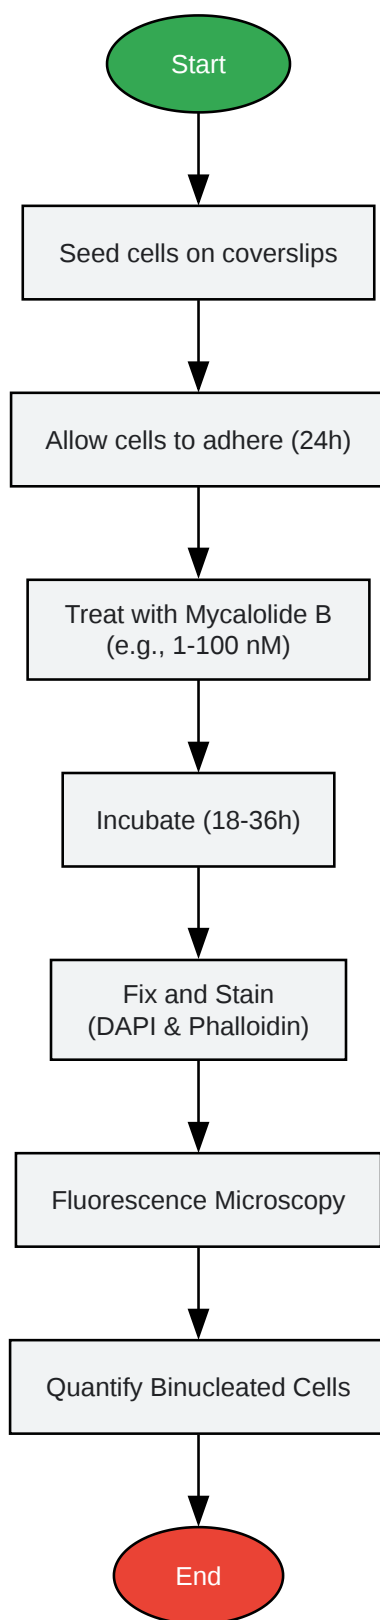 Start
Seed cells on coverslips
Allow cells to adhere (24h)
Treat with Mycalolide B
(e.g., 1-100 nM)
Incubate (18-36h)
Fix and Stain
(DAPI & Phalloidin)
Fluorescence Microscopy
Quantify Binucleated Cells
End